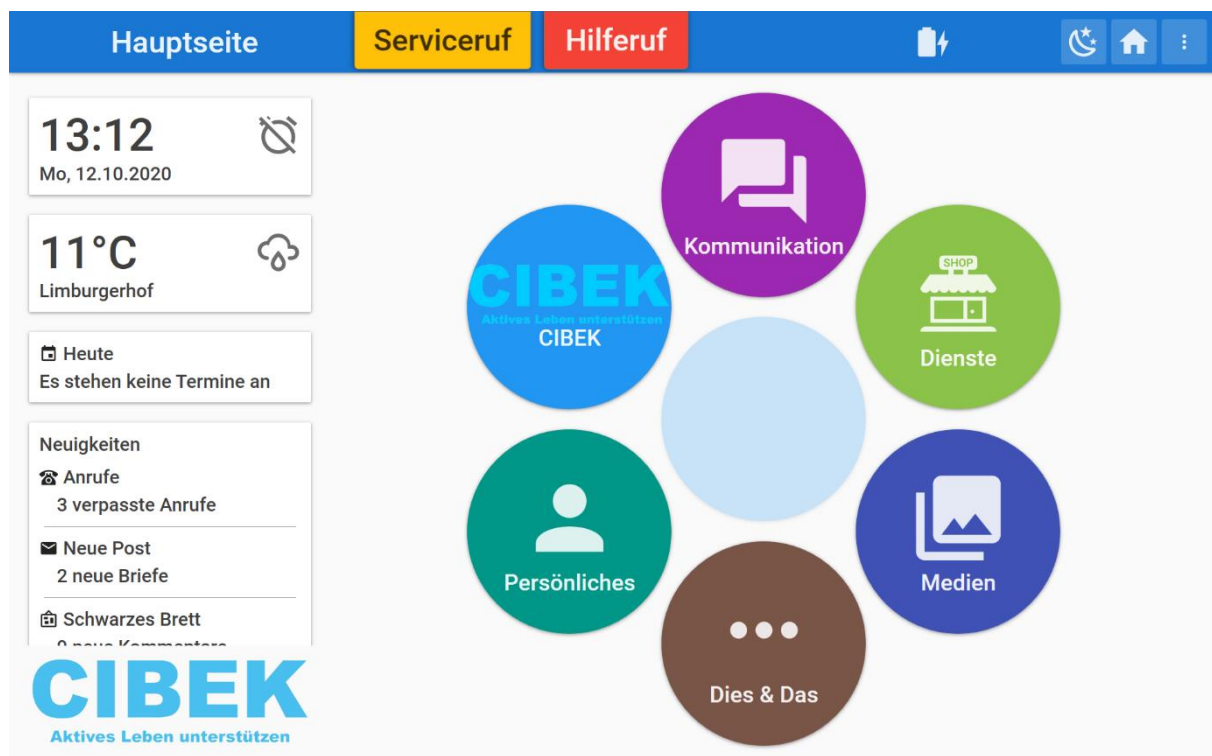 Hauptseite
Serviceruf
Hilferuf
13:12
Mo, 12.10.2020
11°C
Limburgerhof
Heute
Es stehen keine Termine an
Neuigkeiten
Anrufe
3 verpasste Anrufe
Neue Post
2 neue Briefe
Schwarzes Brett
CIBEK
Aktives Leben unterstützen
Kommunikation
CIBEK
Aktives Leben unterstützen
CIBEK
SHOP
Dienste
Persönliches
Medien
Dies & Das